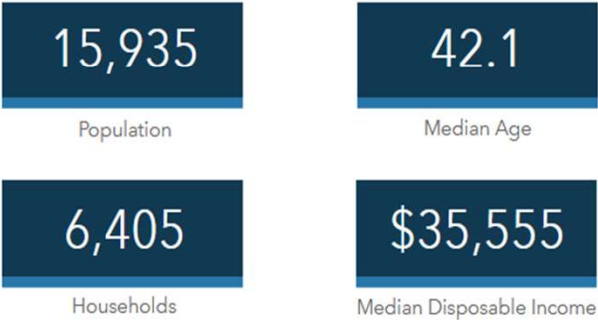 15,935
Population
42.1
Median Age
6,405
Households
$35,555
Median Disposable Income